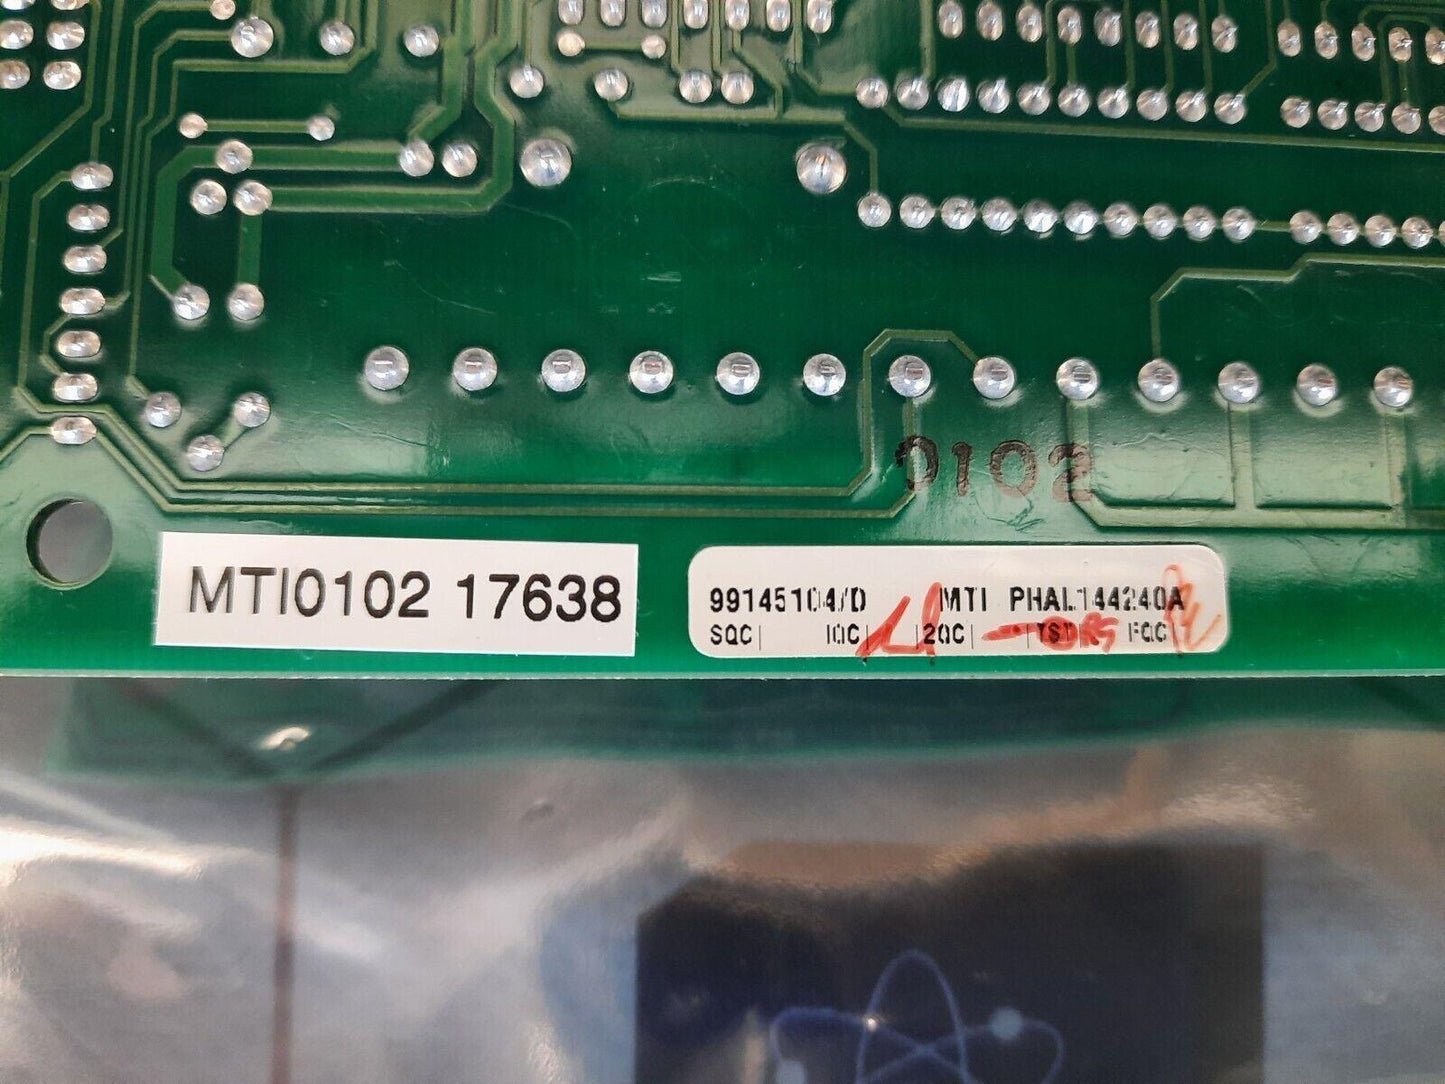 0102
MTI0102 17638
99145104/D MTI PHAL144240A
SQC IQC 2QC TST FQC